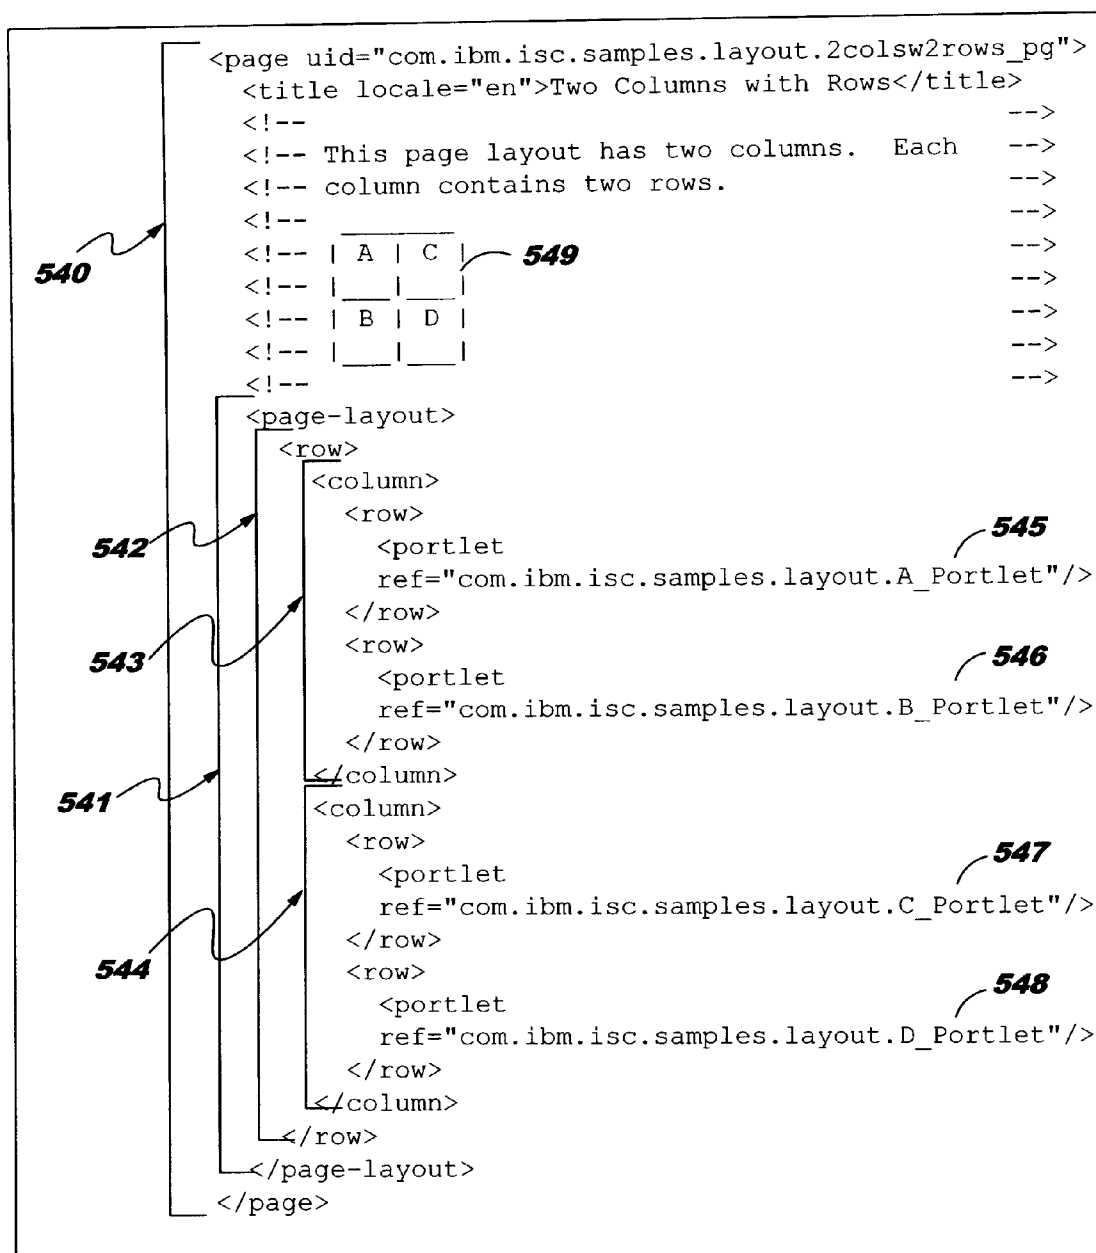 <page uid="com.ibm.isc.samples.layout.2colsw2rows_pg">
<title locale="en">Two Columns with Rows</title>
<!-- -->
<!-- This page layout has two columns. Each -->
<!-- column contains two rows. -->
<!-- -->
<!-- | A | C | 549 -->
540
<!-- |___|___| -->
<!-- | B | D | -->
<!-- |___|___| -->
<!-- -->
<page-layout>
<row>
<column>
<row>
542 <portlet 545
ref="com.ibm.isc.samples.layout.A_Portlet"/>
</row>
543 <row> 546
<portlet
ref="com.ibm.isc.samples.layout.B_Portlet"/>
</row>
</column>
541 <column>
<row> 547
<portlet
ref="com.ibm.isc.samples.layout.C_Portlet"/>
</row>
544 <row> 548
<portlet
ref="com.ibm.isc.samples.layout.D_Portlet"/>
</row>
</column>
</row>
</page-layout>
</page>